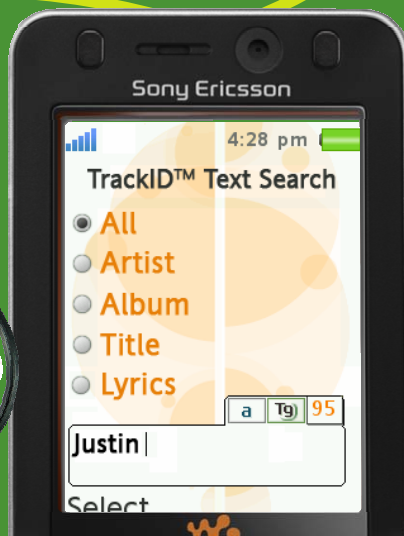 Sony Ericsson
4:28 pm
TrackID™ Text Search
All
Artist
Album
Title
Lyrics
a Tg) 95
Justin
Select